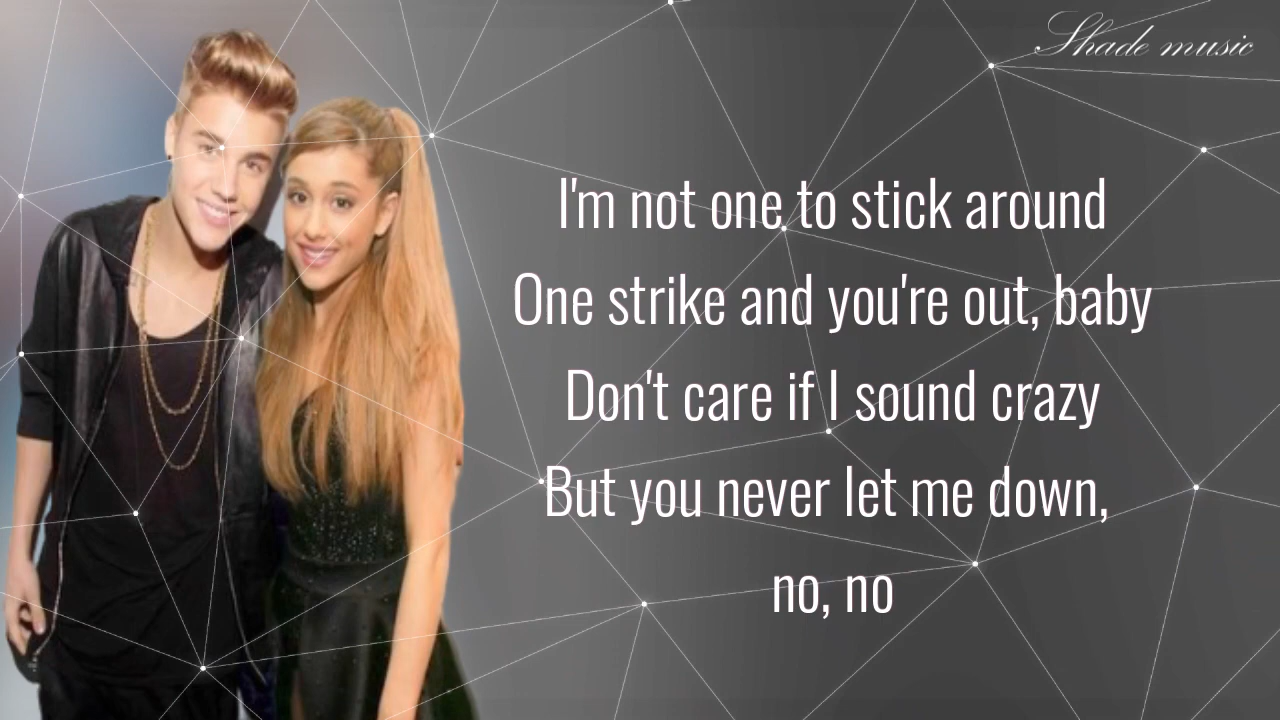 Shade music
I'm not one to stick around
One strike and you're out, baby
Don't care if I sound crazy
But you never let me down,
no, no